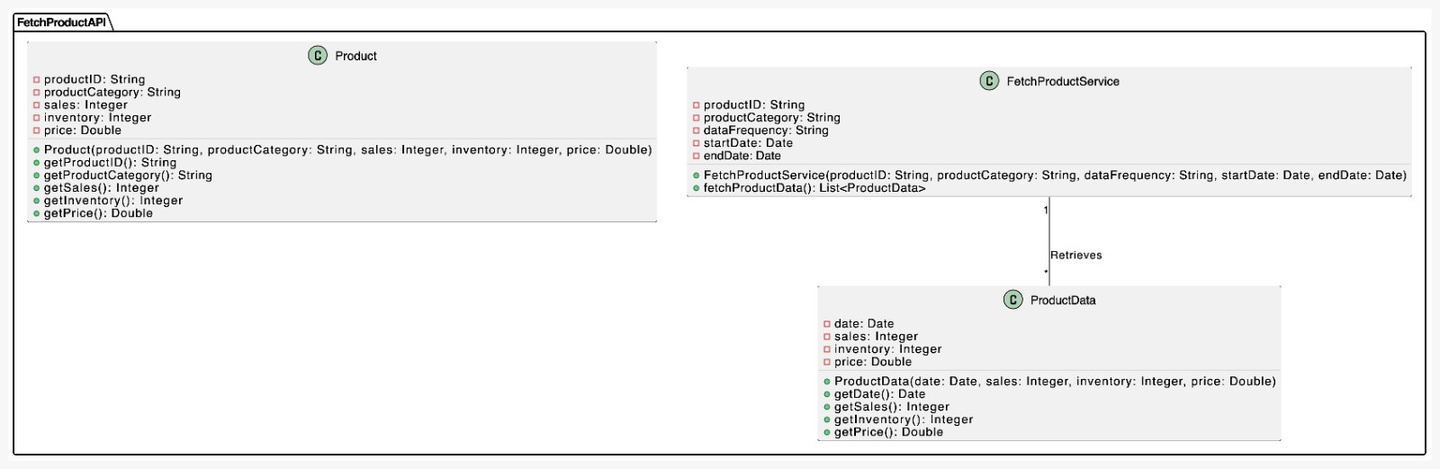 FetchProductAPI
C Product
productID: String
productCategory: String
sales: Integer
inventory: Integer
price: Double
Product(productID: String, productCategory: String, sales: Integer, inventory: Integer, price: Double)
getProductID(): String
getProductCategory(): String
getSales(): Integer
getInventory(): Integer
getPrice(): Double
C FetchProductService
productID: String
productCategory: String
dataFrequency: String
startDate: Date
endDate: Date
FetchProductService(productID: String, productCategory: String, dataFrequency: String, startDate: Date, endDate: Date)
fetchProductData(): List<ProductData>
1
Retrieves
*
C ProductData
date: Date
sales: Integer
inventory: Integer
price: Double
ProductData(date: Date, sales: Integer, inventory: Integer, price: Double)
getDate(): Date
getSales(): Integer
getInventory(): Integer
getPrice(): Double